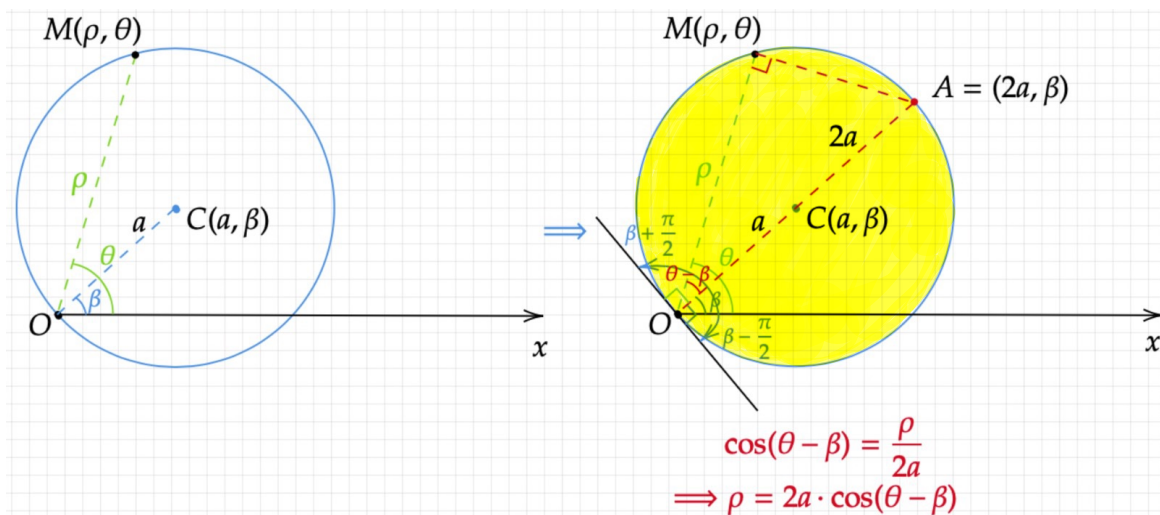 M(ρ, θ)
ρ
a
C(a, β)
θ
β
O
x
⟹
M(ρ, θ)
A = (2a, β)
2a
ρ
a
C(a, β)
β + π/2
θ
θ − β
β
O
β − π/2
x
cos(θ − β) = ρ/2a
⟹ ρ = 2a · cos(θ − β)